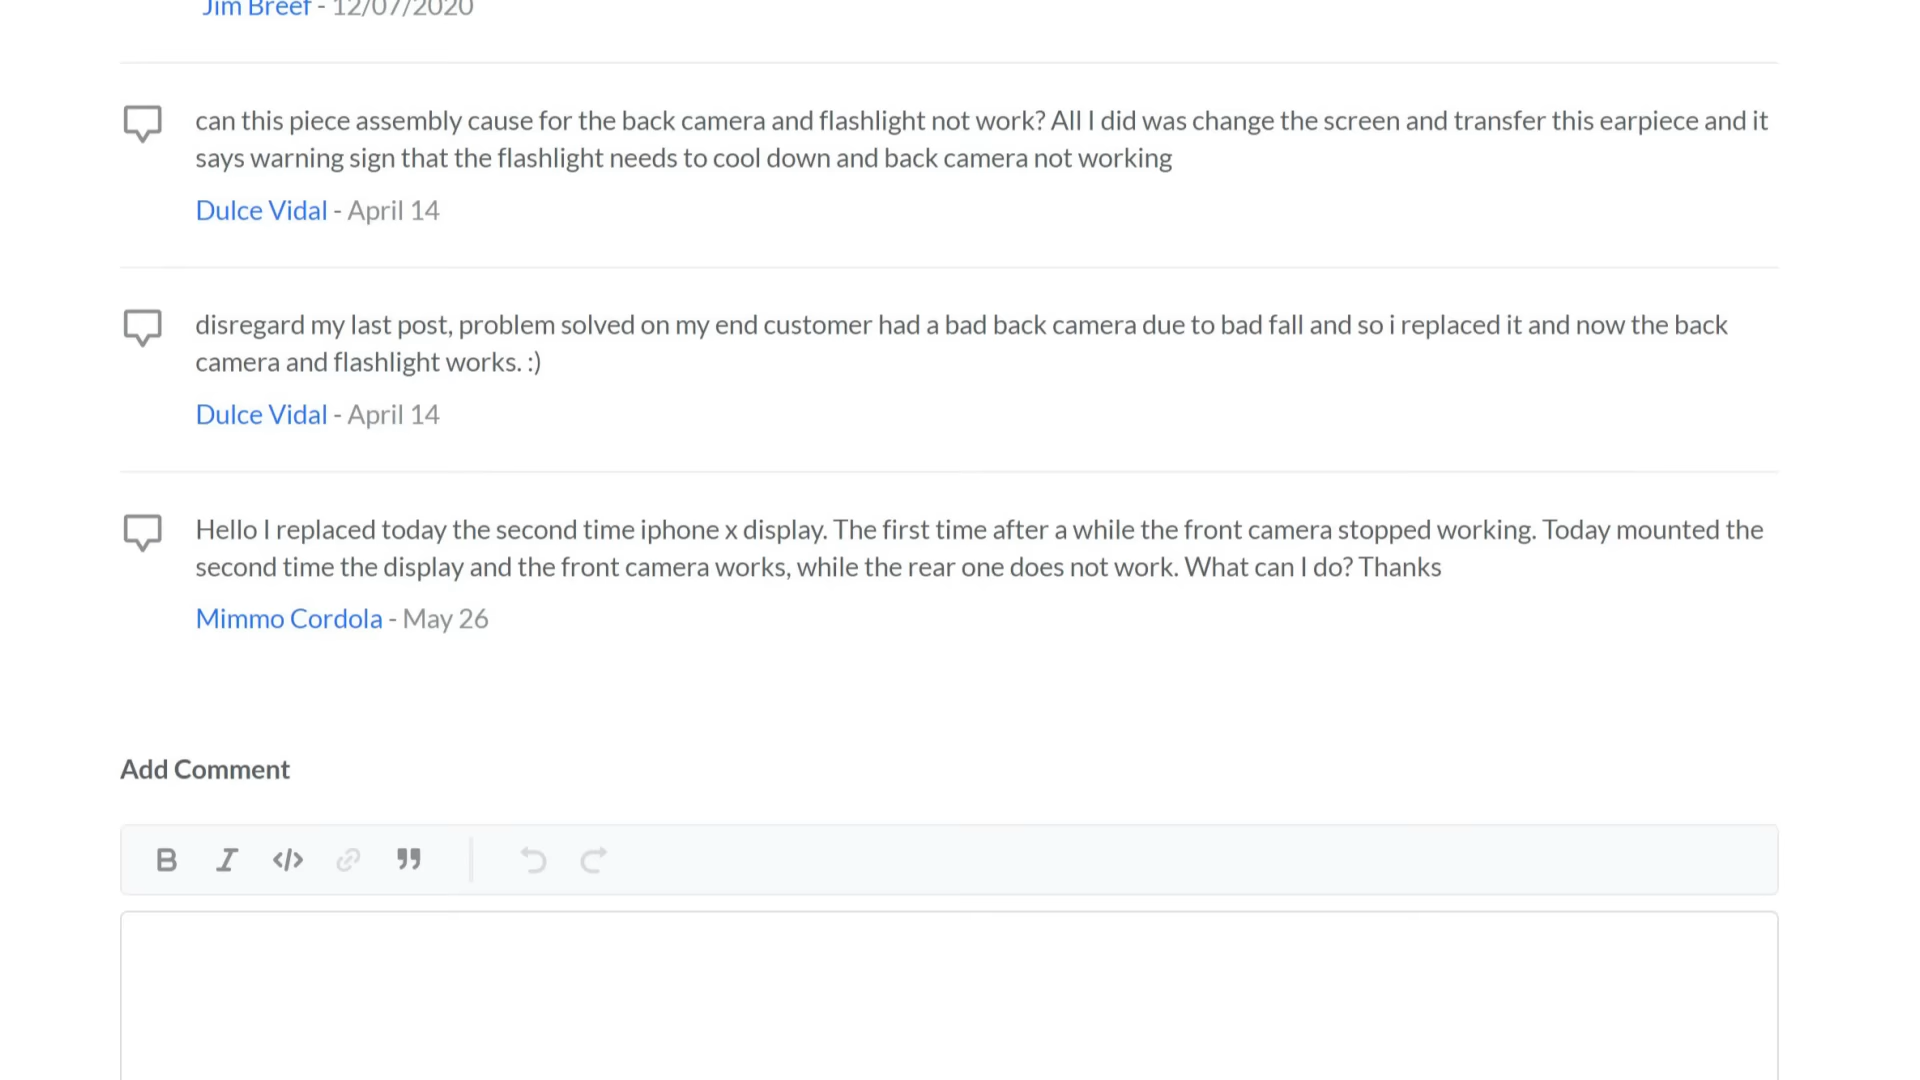 Jim Breef - 12/07/2020
can this piece assembly cause for the back camera and flashlight not work? All I did was change the screen and transfer this earpiece and it
says warning sign that the flashlight needs to cool down and back camera not working
Dulce Vidal - April 14
disregard my last post, problem solved on my end customer had a bad back camera due to bad fall and so i replaced it and now the back
camera and flashlight works. :)
Dulce Vidal - April 14
Hello I replaced today the second time iphone x display. The first time after a while the front camera stopped working. Today mounted the
second time the display and the front camera works, while the rear one does not work. What can I do? Thanks
Mimmo Cordola - May 26
Add Comment